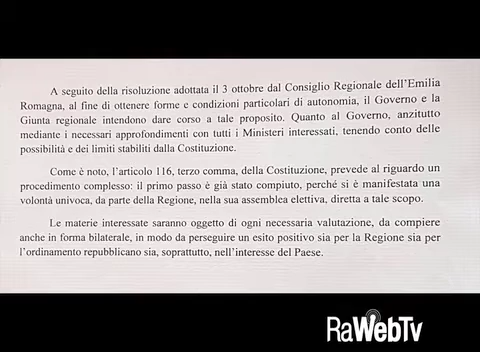 A seguito della risoluzione adottata il 3 ottobre dal Consiglio Regionale dell'Emilia
Romagna, al fine di ottenere forme e condizioni particolari di autonomia, il Governo e la
Giunta regionale intendono dare corso a tale proposito. Quanto al Governo, anzitutto
mediante i necessari approfondimenti con tutti i Ministeri interessati, tenendo conto delle
possibilità e dei limiti stabiliti dalla Costituzione.
Come è noto, l'articolo 116, terzo comma, della Costituzione, prevede al riguardo un
procedimento complesso: il primo passo è già stato compiuto, perché si è manifestata una
volontà univoca, da parte della Regione, nella sua assemblea elettiva, diretta a tale scopo.
Le materie interessate saranno oggetto di ogni necessaria valutazione, da compiere
anche in forma bilaterale, in modo da perseguire un esito positivo sia per la Regione sia per
l'ordinamento repubblicano sia, soprattutto, nell'interesse del Paese.
RaWebTv